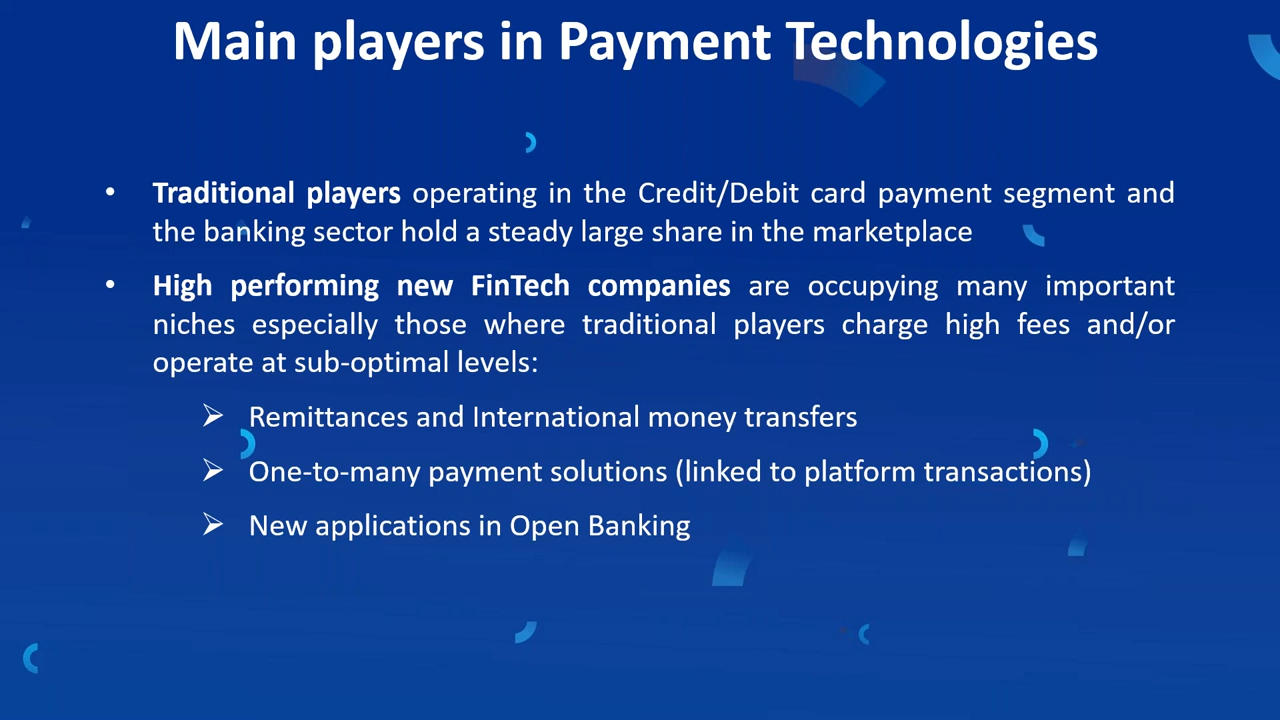 Main players in Payment Technologies
• Traditional players operating in the Credit/Debit card payment segment and
the banking sector hold a steady large share in the marketplace
• High performing new FinTech companies are occupying many important
niches especially those where traditional players charge high fees and/or
operate at sub-optimal levels:
➢ Remittances and International money transfers
➢ One-to-many payment solutions (linked to platform transactions)
➢ New applications in Open Banking